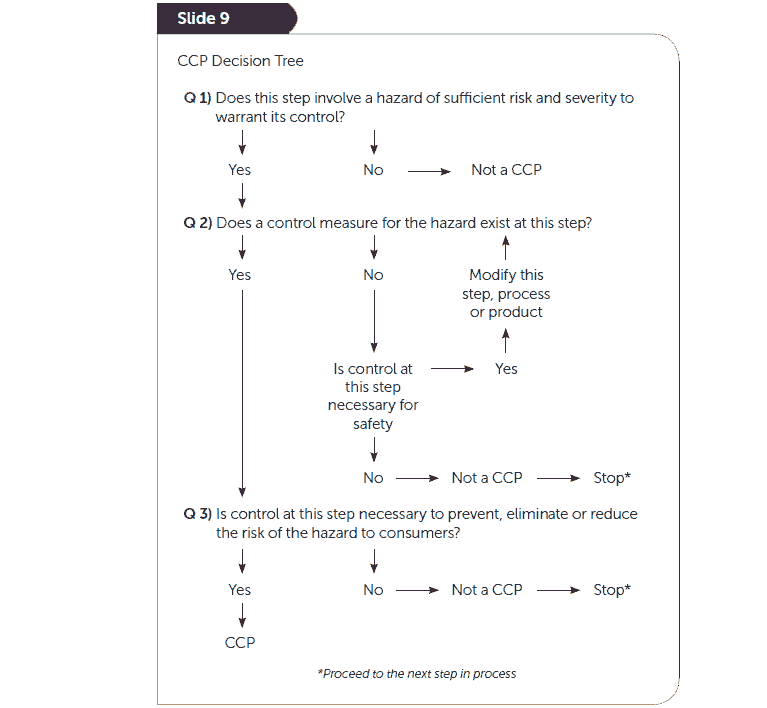 Slide 9
CCP Decision Tree
Q 1) Does this step involve a hazard of sufficient risk and severity to
warrant its control?
Yes
No
Not a CCP
Q 2) Does a control measure for the hazard exist at this step?
Yes
No
Modify this
step, process
or product
Is control at
this step
necessary for
safety
Yes
No
Not a CCP
Stop*
Q 3) Is control at this step necessary to prevent, eliminate or reduce
the risk of the hazard to consumers?
Yes
No
Not a CCP
Stop*
CCP
*Proceed to the next step in process